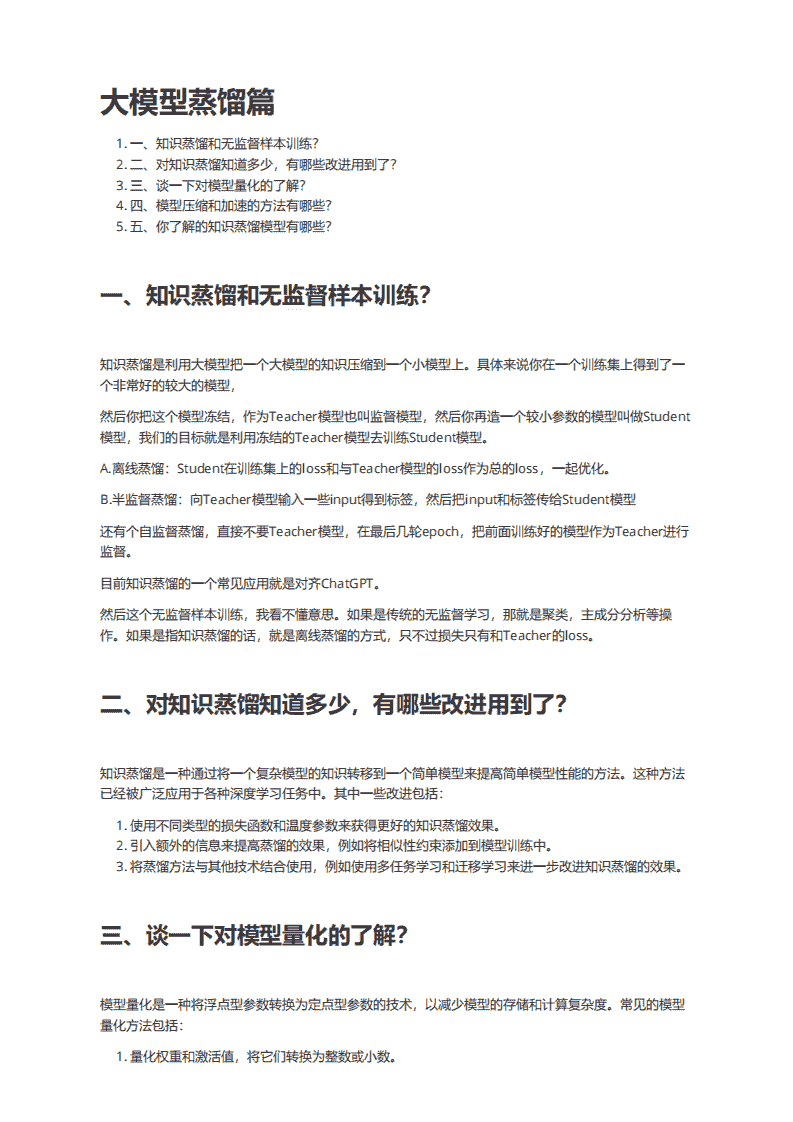 大模型蒸馏篇
1. 一、知识蒸馏和无监督样本训练？
2. 二、对知识蒸馏知道多少，有哪些改进用到了？
3. 三、谈一下对模型量化的了解？
4. 四、模型压缩和加速的方法有哪些？
5. 五、你了解的知识蒸馏模型有哪些？
一、知识蒸馏和无监督样本训练？
知识蒸馏是利用大模型把一个大模型的知识压缩到一个小模型上。具体来说你在一个训练集上得到了一
个非常好的较大的模型，
然后你把这个模型冻结，作为Teacher模型也叫监督模型，然后你再造一个较小参数的模型叫做Student
模型，我们的目标就是利用冻结的Teacher模型去训练Student模型。
A.离线蒸馏：Student在训练集上的loss和与Teacher模型的loss作为总的loss，一起优化。
B.半监督蒸馏：向Teacher模型输入一些input得到标签，然后把input和标签传给Student模型
还有个自监督蒸馏，直接不要Teacher模型，在最后几轮epoch，把前面训练好的模型作为Teacher进行
监督。
目前知识蒸馏的一个常见应用就是对齐ChatGPT。
然后这个无监督样本训练，我看不懂意思。如果是传统的无监督学习，那就是聚类，主成分分析等操
作。如果是指知识蒸馏的话，就是离线蒸馏的方式，只不过损失只有和Teacher的loss。
二、对知识蒸馏知道多少，有哪些改进用到了？
知识蒸馏是一种通过将一个复杂模型的知识转移到一个简单模型来提高简单模型性能的方法。这种方法
已经被广泛应用于各种深度学习任务中。其中一些改进包括：
1. 使用不同类型的损失函数和温度参数来获得更好的知识蒸馏效果。
2. 引入额外的信息来提高蒸馏的效果，例如将相似性约束添加到模型训练中。
3. 将蒸馏方法与其他技术结合使用，例如使用多任务学习和迁移学习来进一步改进知识蒸馏的效果。
三、谈一下对模型量化的了解？
模型量化是一种将浮点型参数转换为定点型参数的技术，以减少模型的存储和计算复杂度。常见的模型
量化方法包括：
1. 量化权重和激活值，将它们转换为整数或小数。